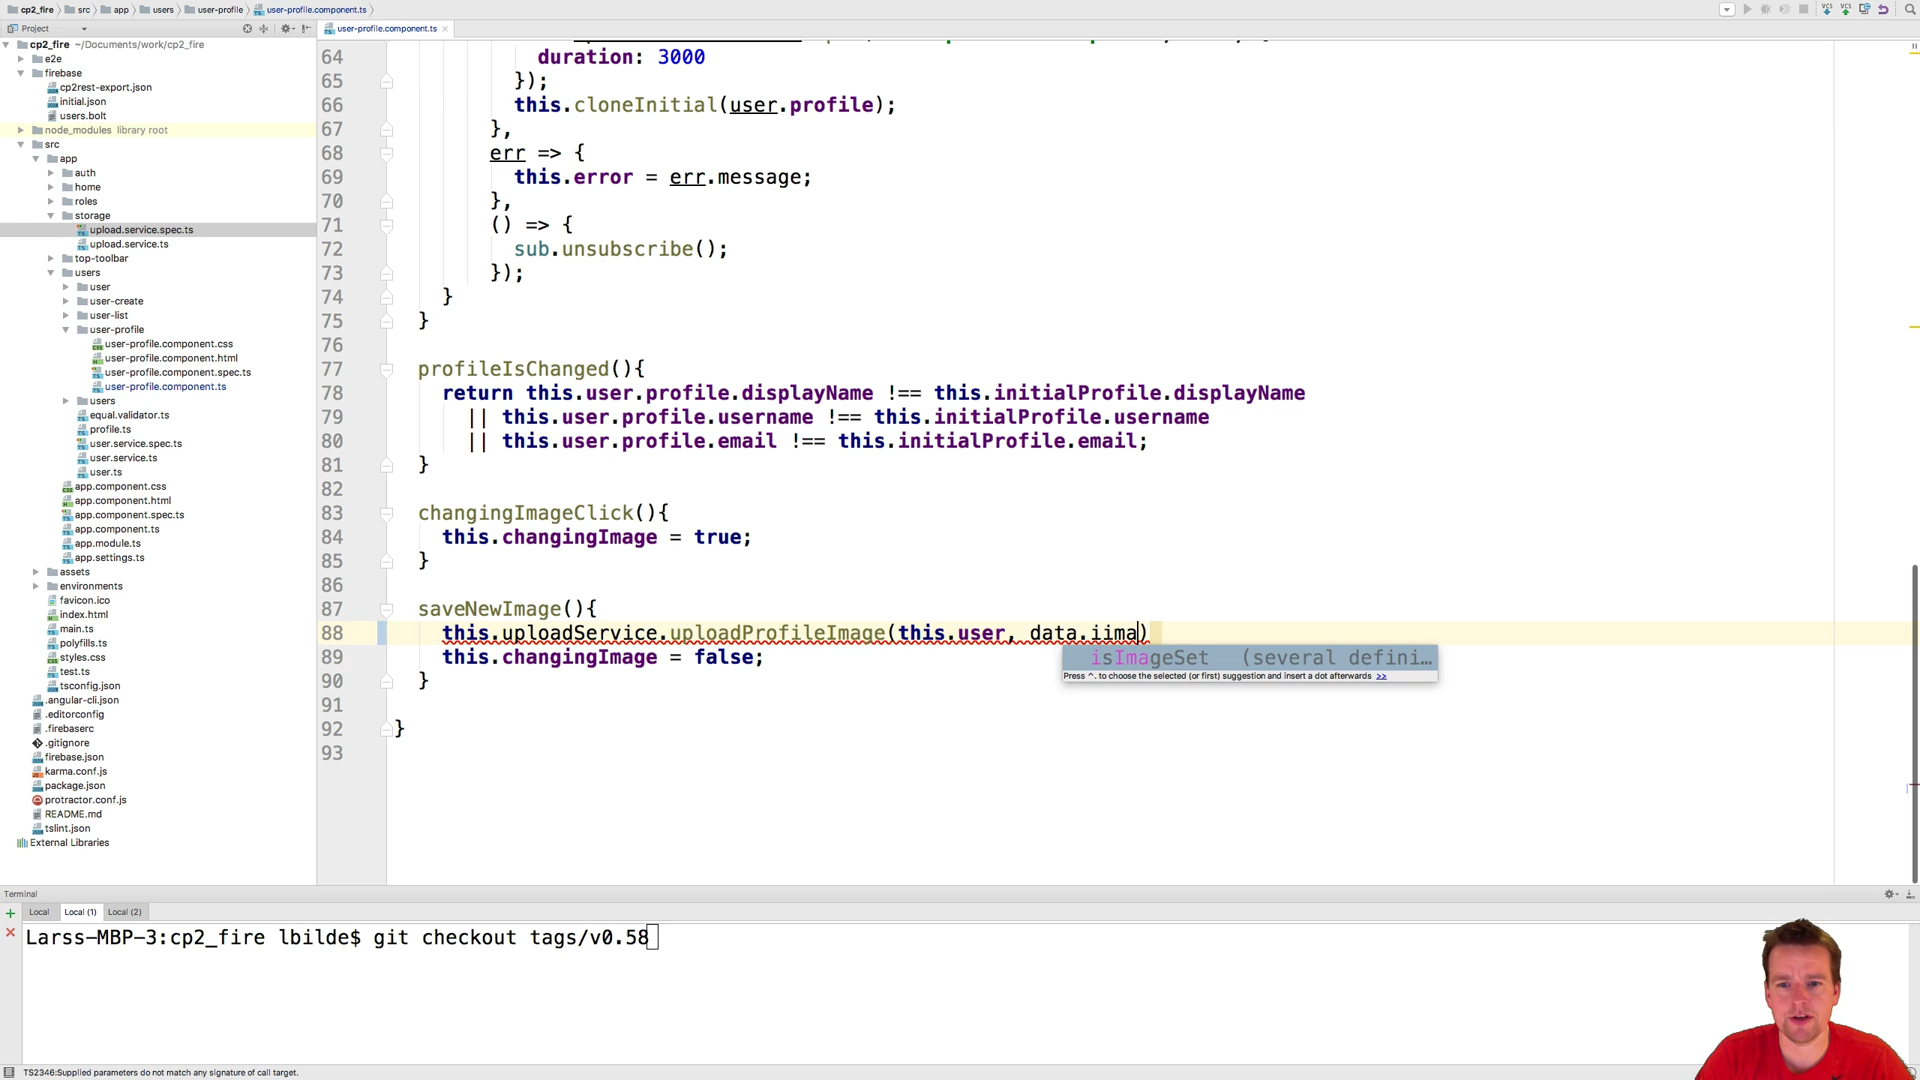 cp2_fire src app users user-profile user-profile.component.ts
Project
user-profile.component.ts
cp2_fire ~/Documents/work/cp2_fire
e2e
firebase
cp2rest-export.json
initial.json
users.bolt
node_modules library root
src
app
auth
home
roles
storage
upload.service.spec.ts
upload.service.ts
top-toolbar
users
user
user-create
user-list
user-profile
user-profile.component.css
user-profile.component.html
user-profile.component.spec.ts
user-profile.component.ts
users
equal.validator.ts
profile.ts
user.service.spec.ts
user.service.ts
user.ts
app.component.css
app.component.html
app.component.spec.ts
app.component.ts
app.module.ts
app.settings.ts
assets
environments
favicon.ico
index.html
main.ts
polyfills.ts
styles.css
test.ts
tsconfig.json
.angular-cli.json
.editorconfig
.firebaserc
.gitignore
firebase.json
karma.conf.js
package.json
protractor.conf.js
README.md
tslint.json
External Libraries
64 duration: 3000
65 });
66 this.cloneInitial(user.profile);
67 },
68 err => {
69 this.error = err.message;
70 },
71 () => {
72 sub.unsubscribe();
73 });
74 }
75 }
76
77 profileIsChanged(){
78 return this.user.profile.displayName !== this.initialProfile.displayName
79 || this.user.profile.username !== this.initialProfile.username
80 || this.user.profile.email !== this.initialProfile.email;
81 }
82
83 changingImageClick(){
84 this.changingImage = true;
85 }
86
87 saveNewImage(){
88 this.uploadService.uploadProfileImage(this.user, data.iima)
89 this.changingImage = false;
90 }
91
92 }
93
isImageSet (several defini…
Press ^. to choose the selected (or first) suggestion and insert a dot afterwards >>
Terminal
Local Local (1) Local (2)
Larss-MBP-3:cp2_fire lbilde$ git checkout tags/v0.58
TS2346:Supplied parameters do not match any signature of call target.